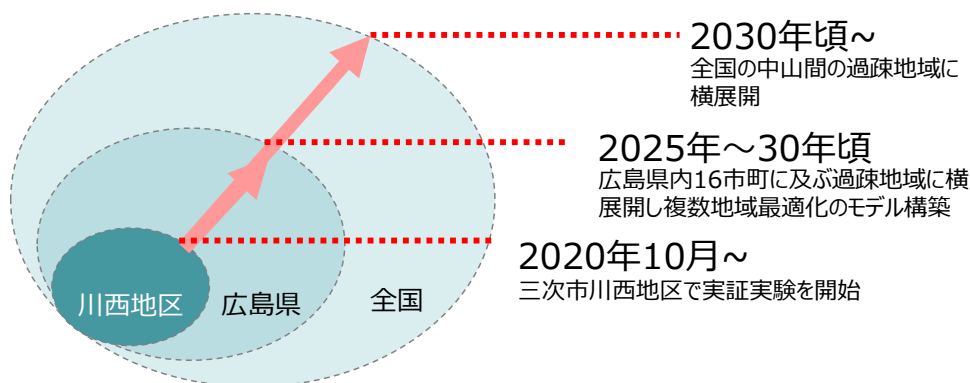 2030年頃~
全国の中山間の過疎地域に
横展開
2025年～30年頃
広島県内16市町に及ぶ過疎地域に横
展開し複数地域最適化のモデル構築
2020年10月~
三次市川西地区で実証実験を開始
川西地区
広島県
全国